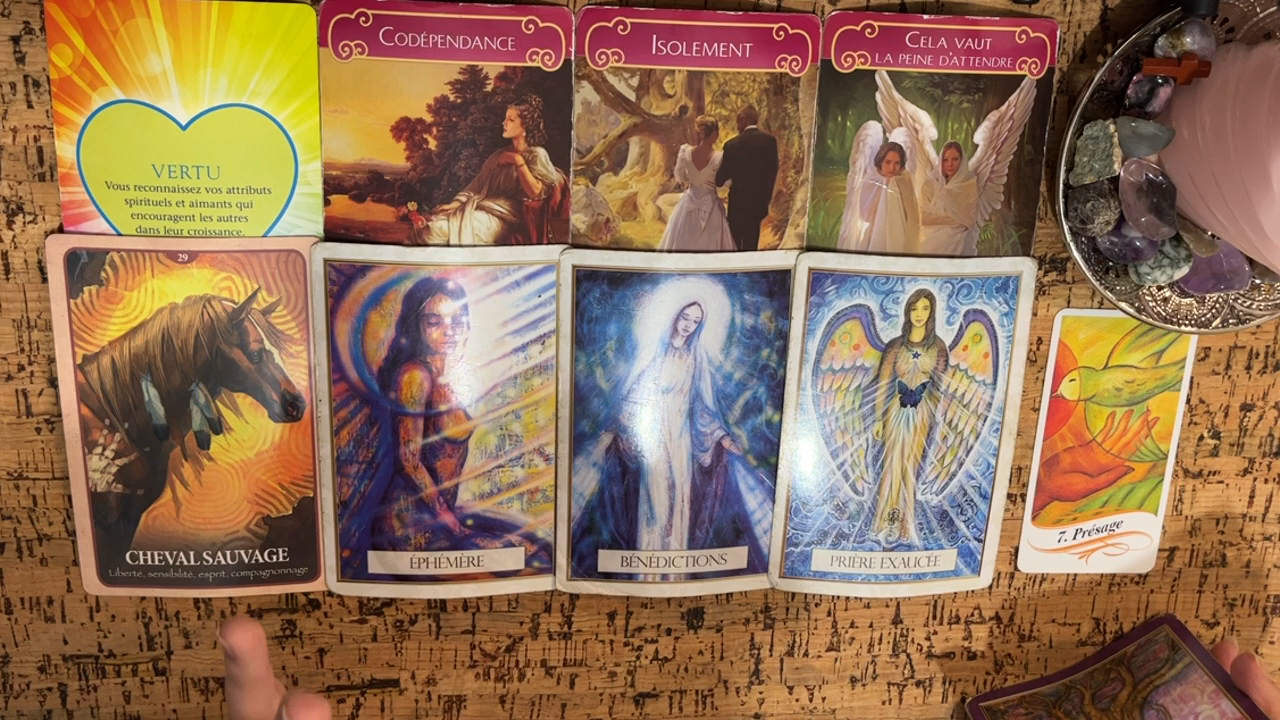 VERTU
Vous reconnaissez vos attributs
spirituels et aimants qui
encouragent les autres
dans leur croissance.
CODÉPENDANCE
ISOLEMENT
CELA VAUT
LA PEINE D'ATTENDRE
29
CHEVAL SAUVAGE
Liberté, sensibilité, esprit, compagnonnage
ÉPHÉMÈRE
BÉNÉDICTIONS
PRIÈRE EXAUCÉE
7. Présage